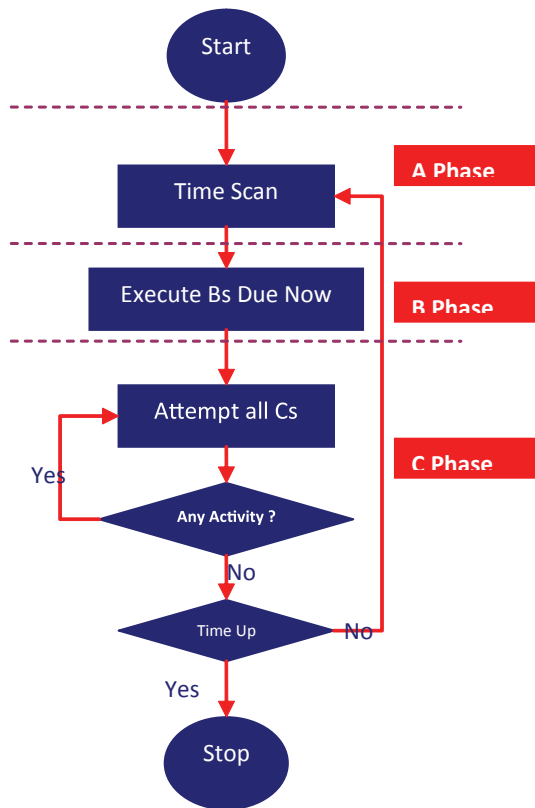 Start
A Phase
Time Scan
Execute Bs Due Now
B Phase
Attempt all Cs
C Phase
Yes
Any Activity ?
No
Time Up
No
Yes
Stop